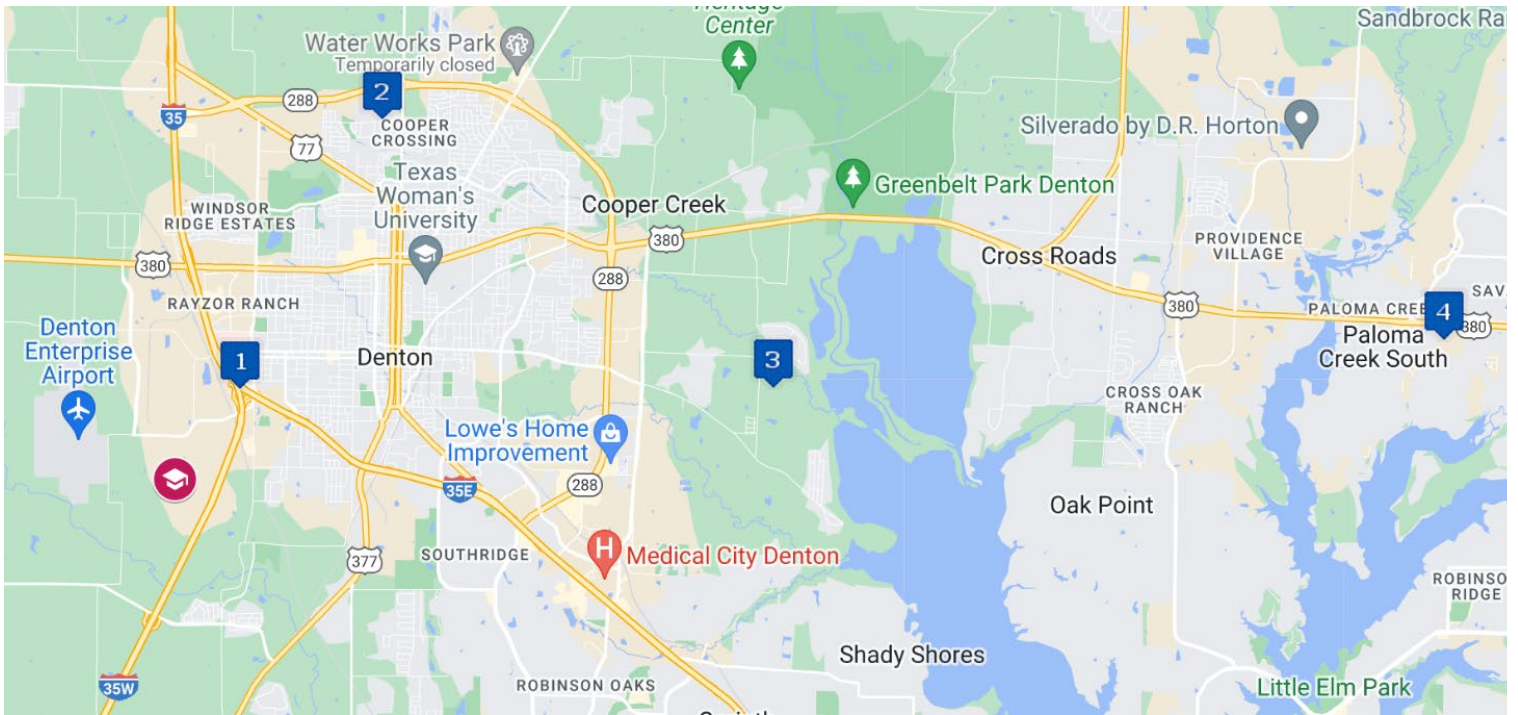 Heritage
Center
Sandbrock Ra
Water Works Park
Temporarily closed
288
2
35
COOPER
CROSSING
77
Silverado by D.R. Horton
Texas
Woman's
University
Greenbelt Park Denton
WINDSOR
RIDGE ESTATES
Cooper Creek
380
PROVIDENCE
VILLAGE
Cross Roads
380
288
RAYZOR RANCH
380
PALOMA CREE
SAV
4
380
Denton
Enterprise
Airport
1
Denton
3
Paloma
Creek South
CROSS OAK
RANCH
Lowe's Home
Improvement
35E
288
Oak Point
SOUTHRIDGE
377
H
Medical City Denton
ROBINSO
RIDGE
Shady Shores
35W
ROBINSON OAKS
Little Elm Park